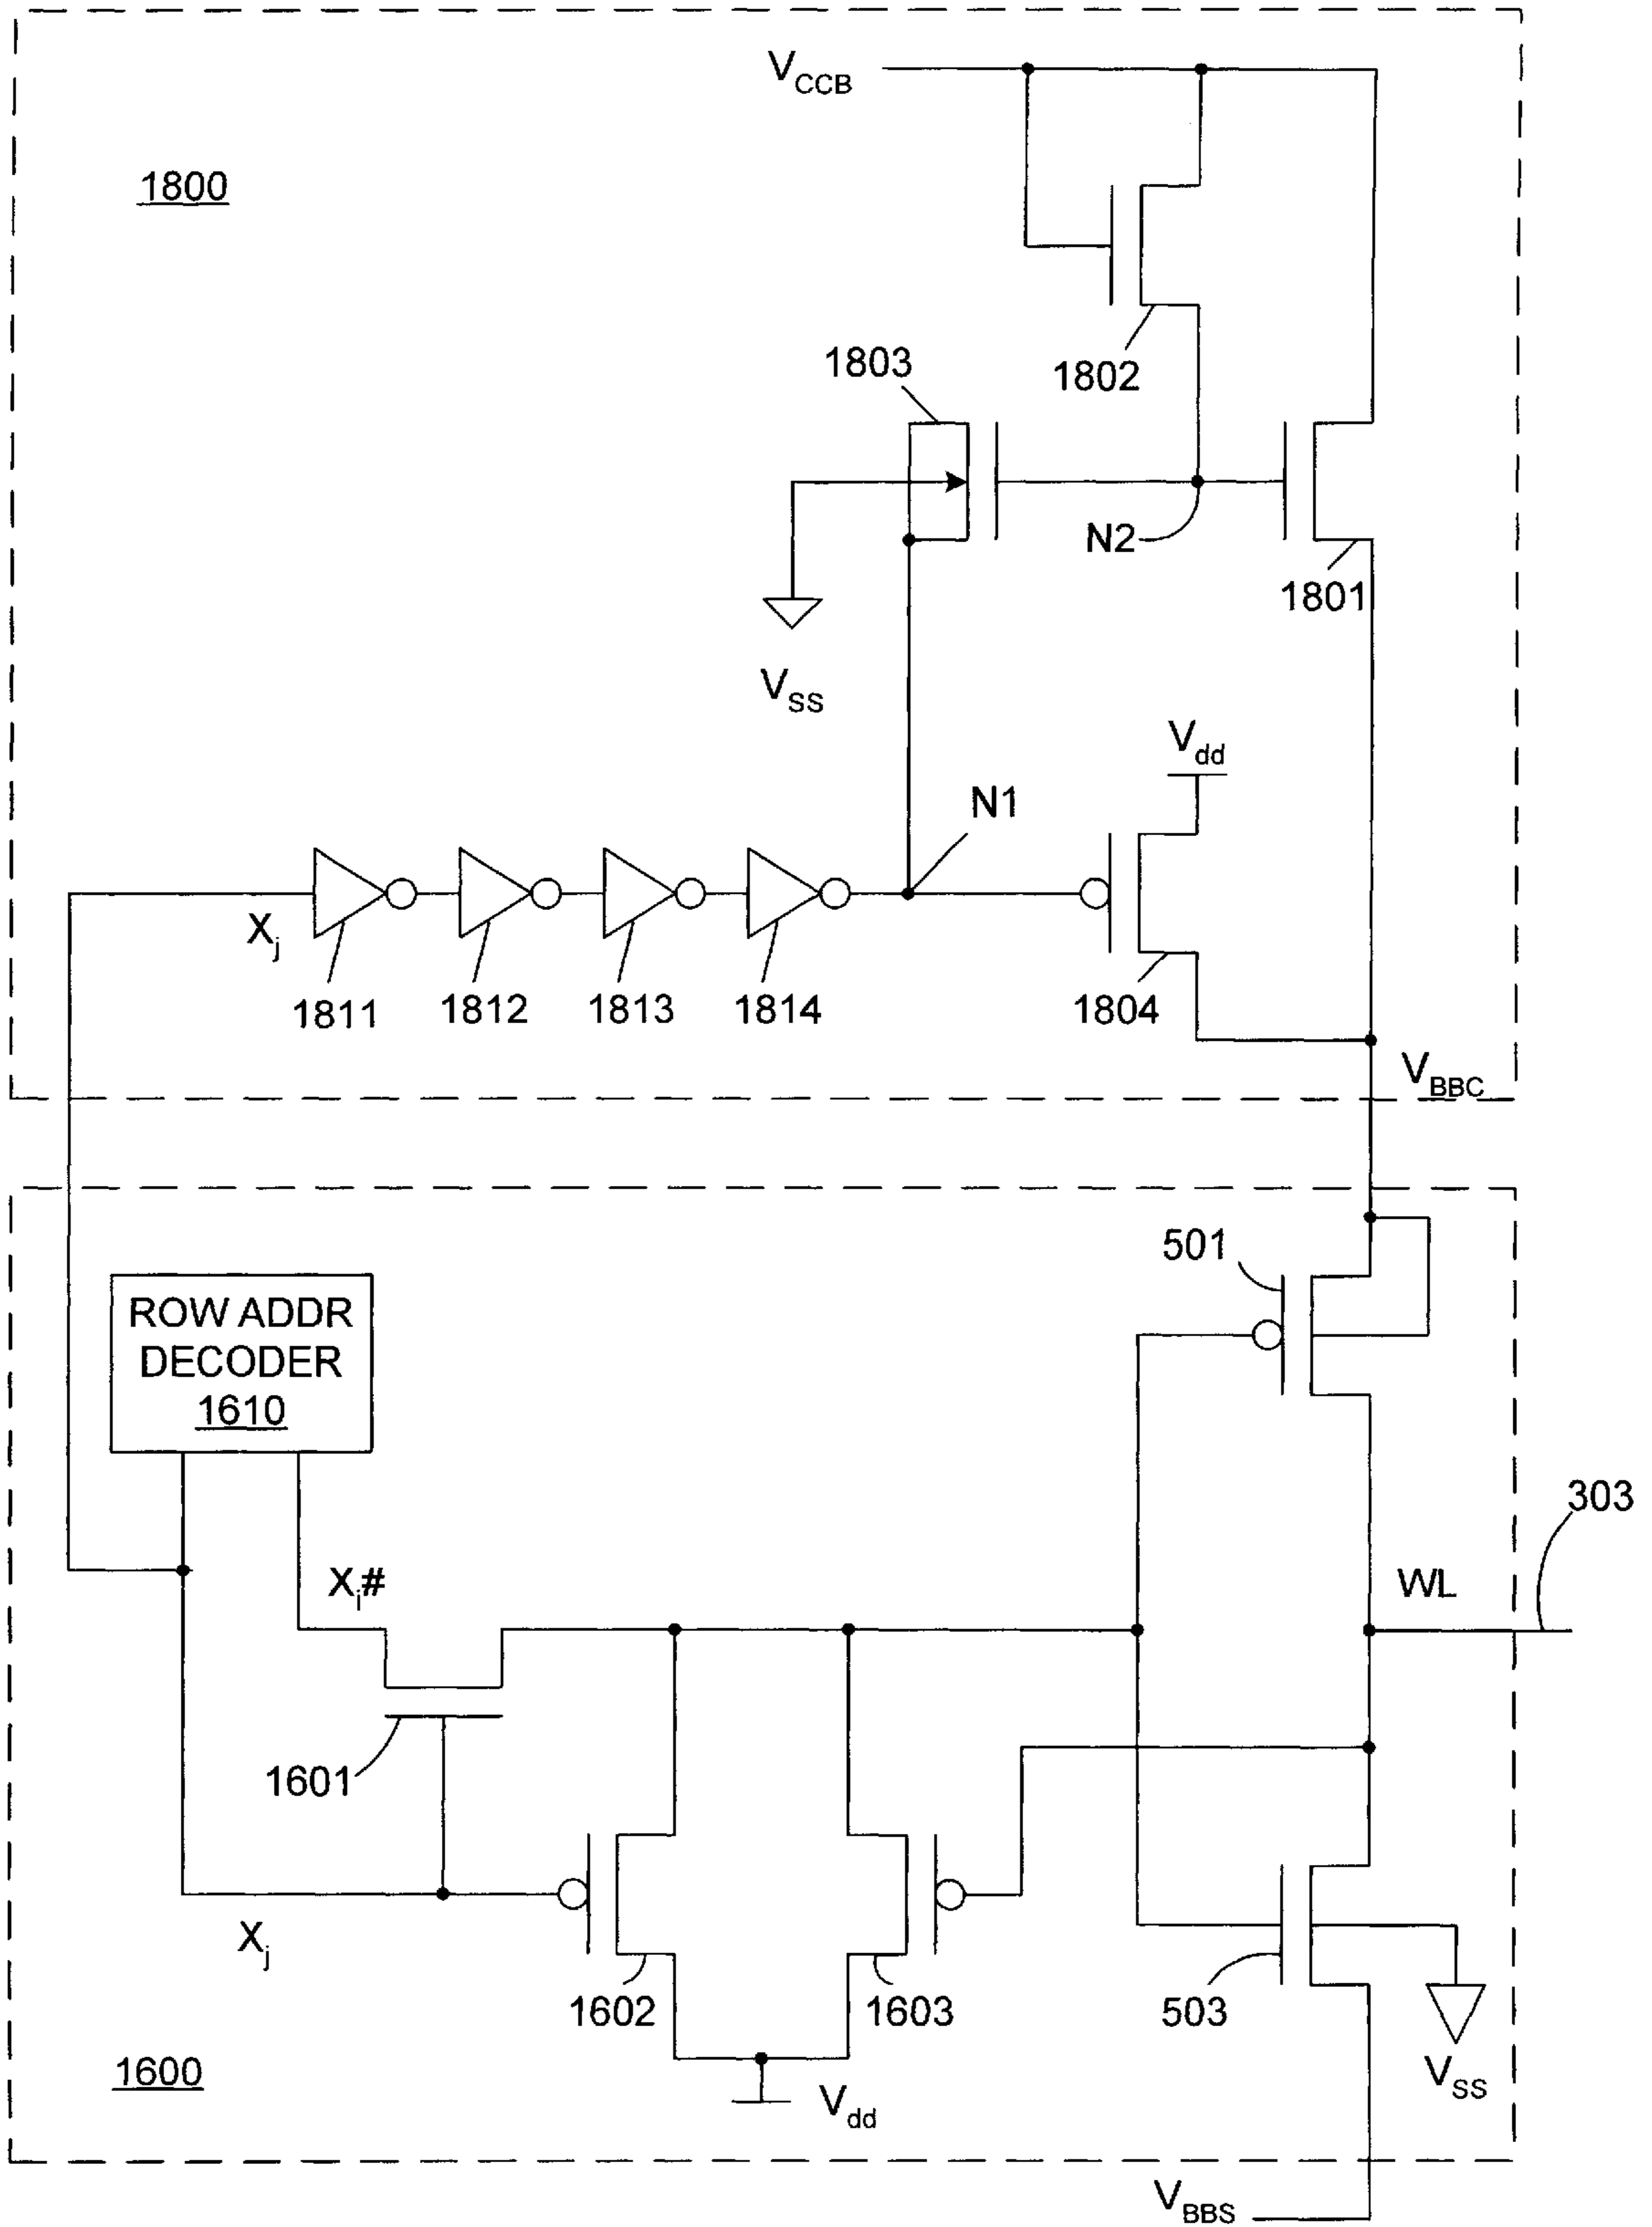 V_CCB
1800
1802
1803
N2
1801
V_SS
V_dd
N1
X_j
1811
1812
1813
1814
1804
V_BBC
501
ROW ADDR
DECODER
1610
303
X_i#
WL
1601
X_j
1602
1603
503
1600
V_dd
V_SS
V_BBS